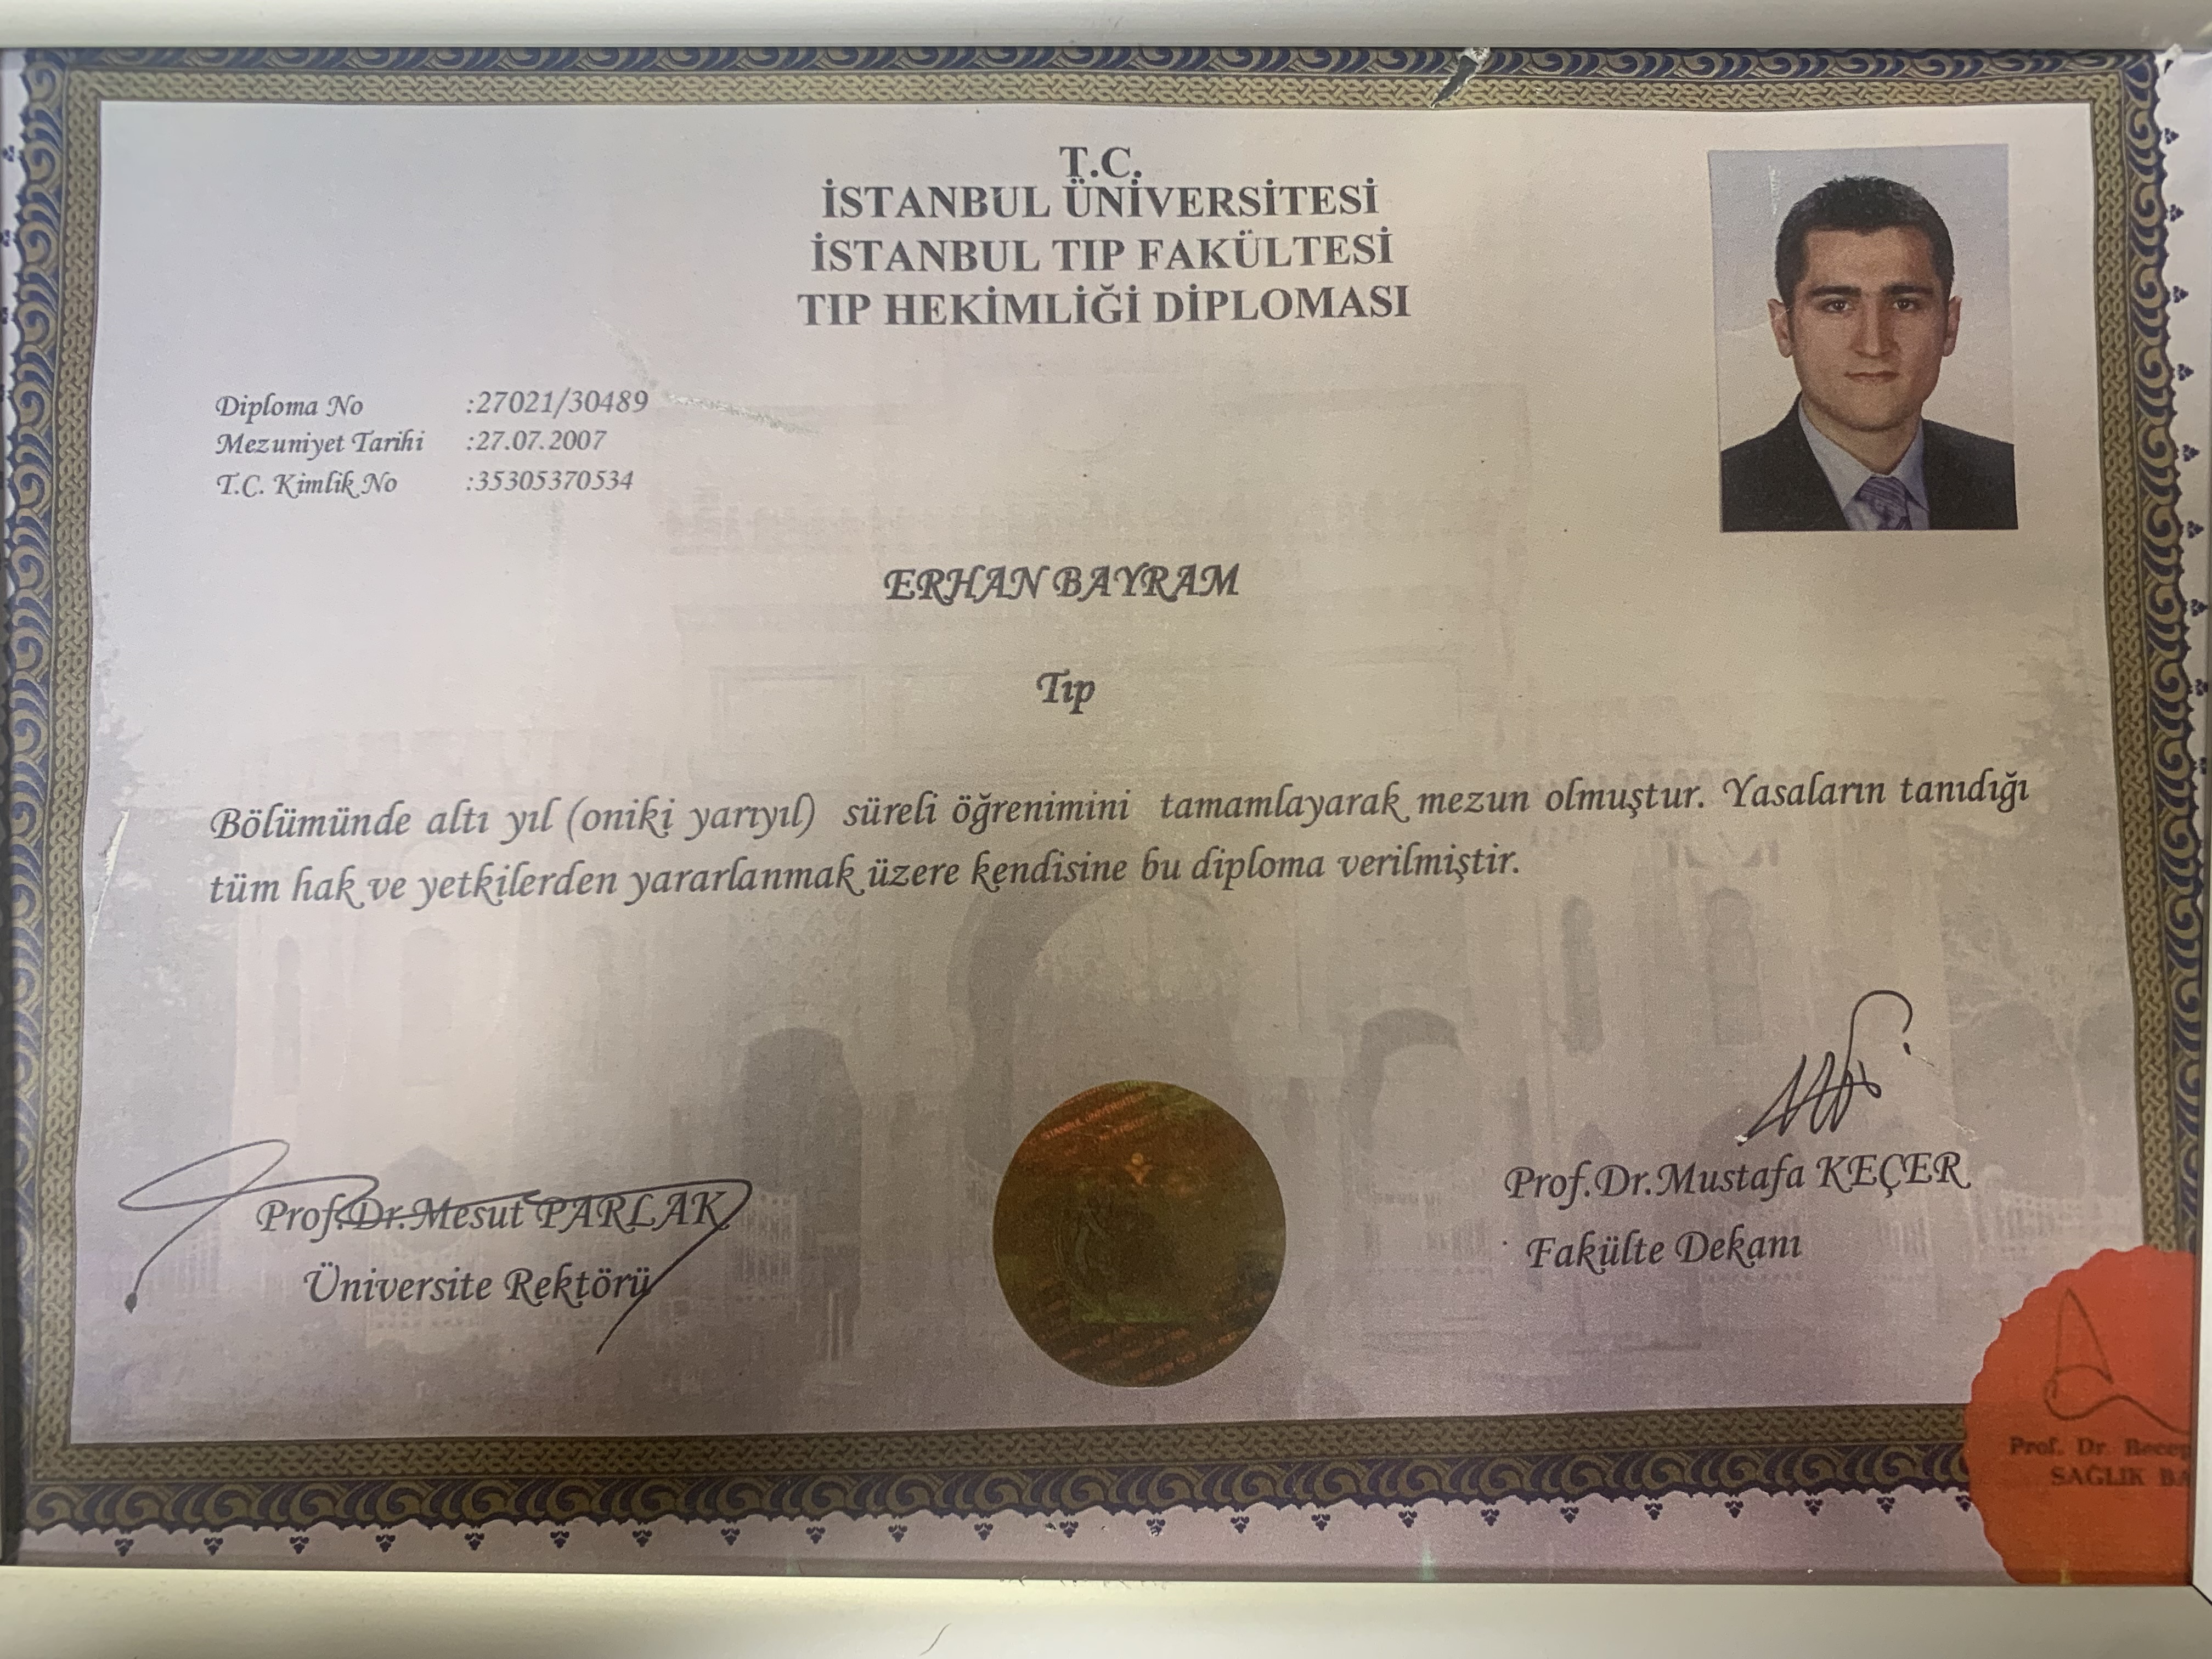 T.C.
İSTANBUL ÜNİVERSİTESİ
İSTANBUL TIP FAKÜLTESİ
TIP HEKİMLİĞİ DİPLOMASI
Diploma No :27021/30489
Mezuniyet Tarihi :27.07.2007
T.C. Kimlik No :35305370534
ERHAN BAYRAM
Tıp
Bölümünde altı yıl (oniki yarıyıl) süreli öğrenimini tamamlayarak mezun olmuştur. Yasaların tanıdığı
tüm hak ve yetkilerden yararlanmak üzere kendisine bu diploma verilmiştir.
Prof.Dr.Mesut PARLAK
Üniversite Rektörü
Prof.Dr.Mustafa KEÇER
Fakülte Dekanı
Prof. Dr. Recep
SAĞLIK BA